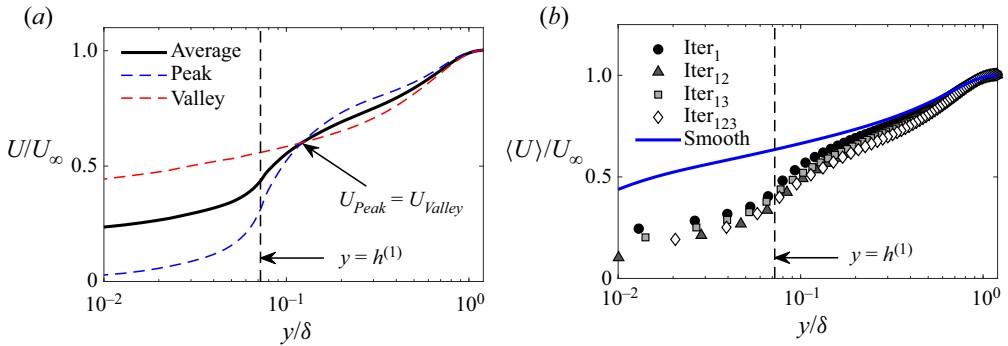 (a)
1.0
Average
Peak
Valley
U/U∞
0.5
U_Peak = U_Valley
y = h^(1)
0
10^-2
10^-1
10^0
y/δ
(b)
Iter_1
Iter_12
Iter_13
Iter_123
Smooth
1.0
⟨U⟩/U∞
0.5
y = h^(1)
0
10^-2
10^-1
10^0
y/δ